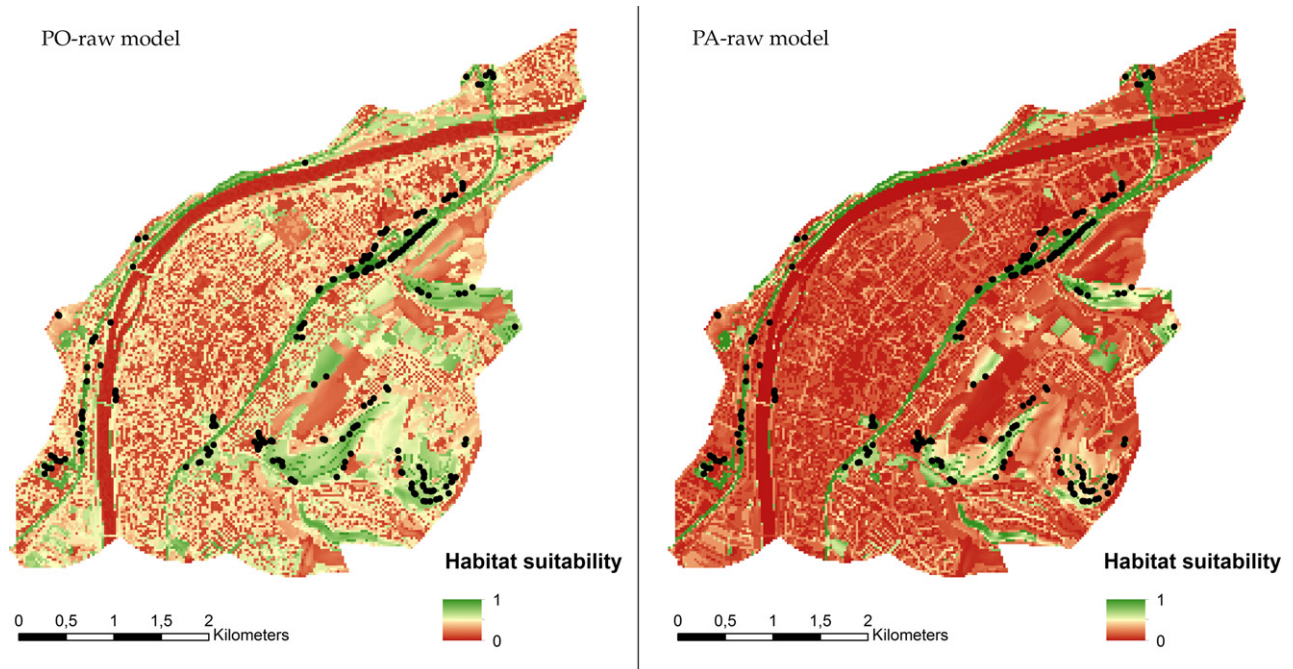 PO-raw model
PA-raw model
Habitat suitability
1
0
0 0,5 1 1,5 2
Kilometers
Habitat suitability
1
0
0 0,5 1 1,5 2
Kilometers